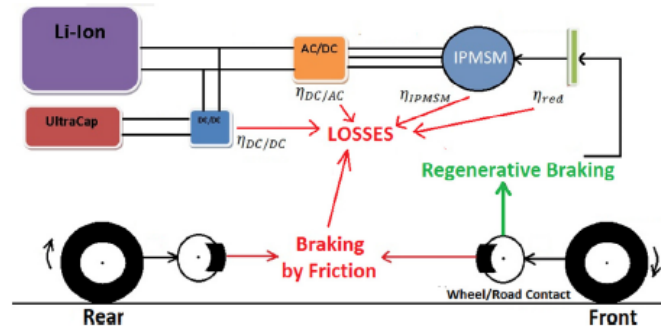 Li-Ion
AC/DC
IPMSM
η_DC/AC
η_IPMSM
η_red
UltraCap
DC/DC
η_DC/DC
LOSSES
Regenerative Braking
Braking
by Friction
Wheel/Road Contact
Rear
Front